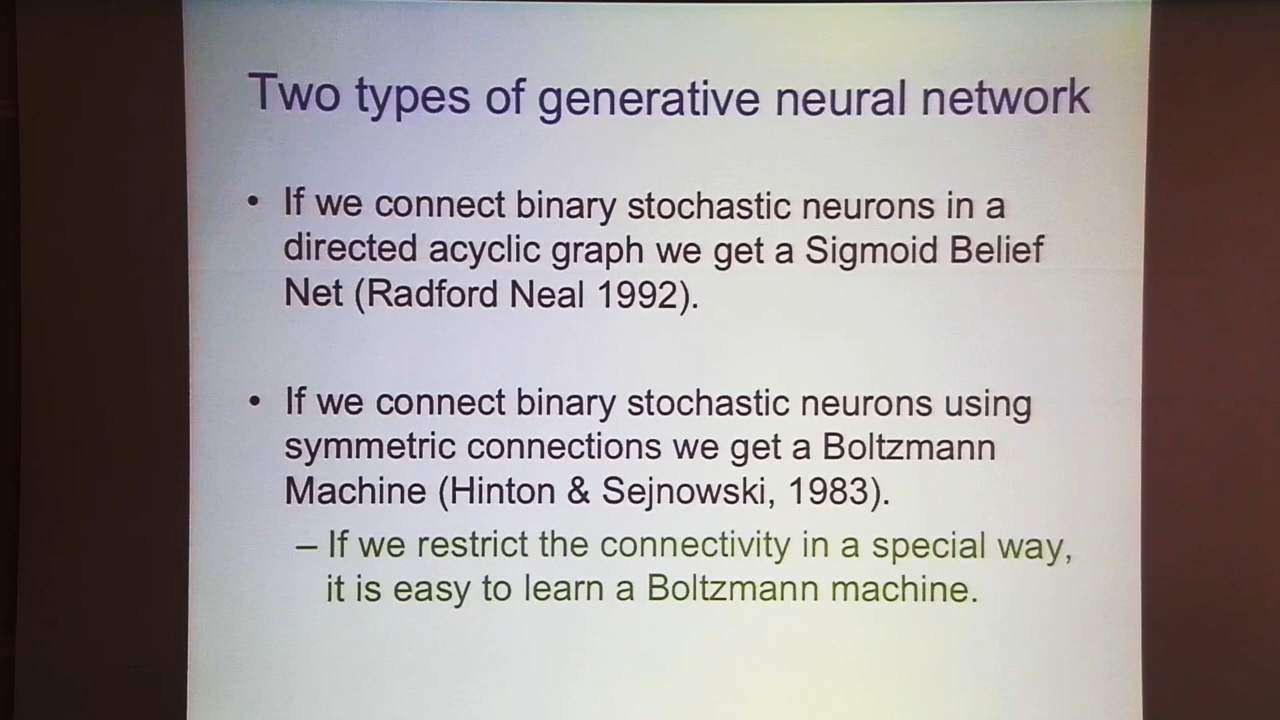 Two types of generative neural network
• If we connect binary stochastic neurons in a
directed acyclic graph we get a Sigmoid Belief
Net (Radford Neal 1992).
• If we connect binary stochastic neurons using
symmetric connections we get a Boltzmann
Machine (Hinton & Sejnowski, 1983).
– If we restrict the connectivity in a special way,
it is easy to learn a Boltzmann machine.